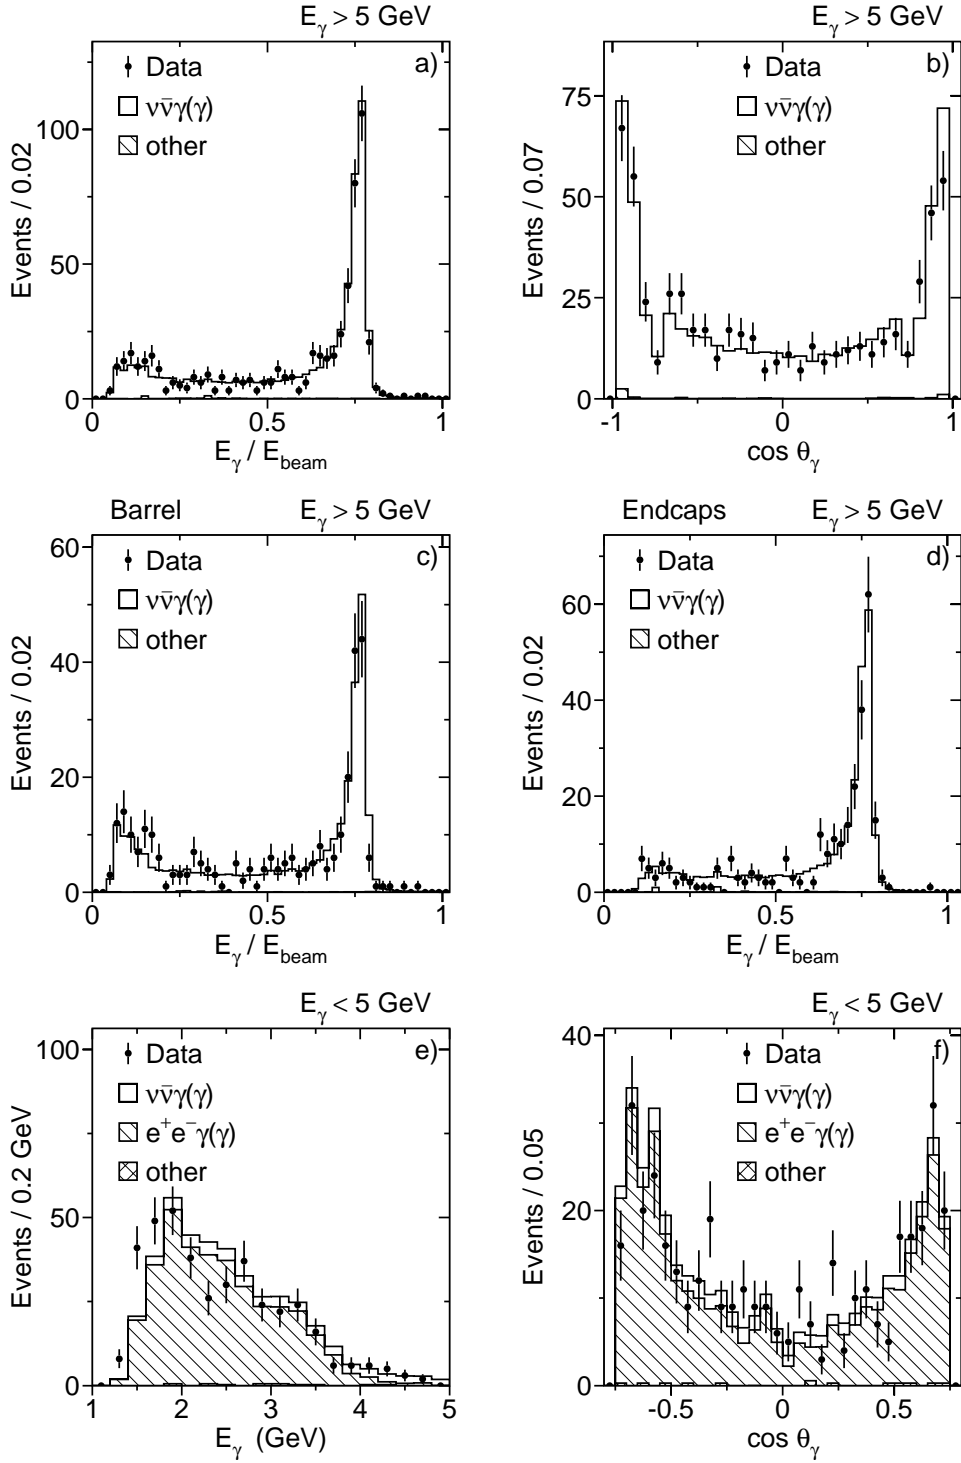 E_γ > 5 GeV
a)
Data
νν̄γ(γ)
other
Events / 0.02
100
50
0
0 0.5 1
E_γ / E_beam
E_γ > 5 GeV
b)
Data
νν̄γ(γ)
other
Events / 0.07
75
50
25
0
-1 0 1
cos θ_γ
Barrel E_γ > 5 GeV
c)
Data
νν̄γ(γ)
other
Events / 0.02
60
40
20
0
0 0.5 1
E_γ / E_beam
Endcaps E_γ > 5 GeV
d)
Data
νν̄γ(γ)
other
Events / 0.02
60
40
20
0
0 0.5 1
E_γ / E_beam
E_γ < 5 GeV
e)
Data
νν̄γ(γ)
e⁺e⁻γ(γ)
other
Events / 0.2 GeV
100
50
0
1 2 3 4 5
E_γ (GeV)
E_γ < 5 GeV
f)
Data
νν̄γ(γ)
e⁺e⁻γ(γ)
other
Events / 0.05
40
20
0
-0.5 0 0.5
cos θ_γ